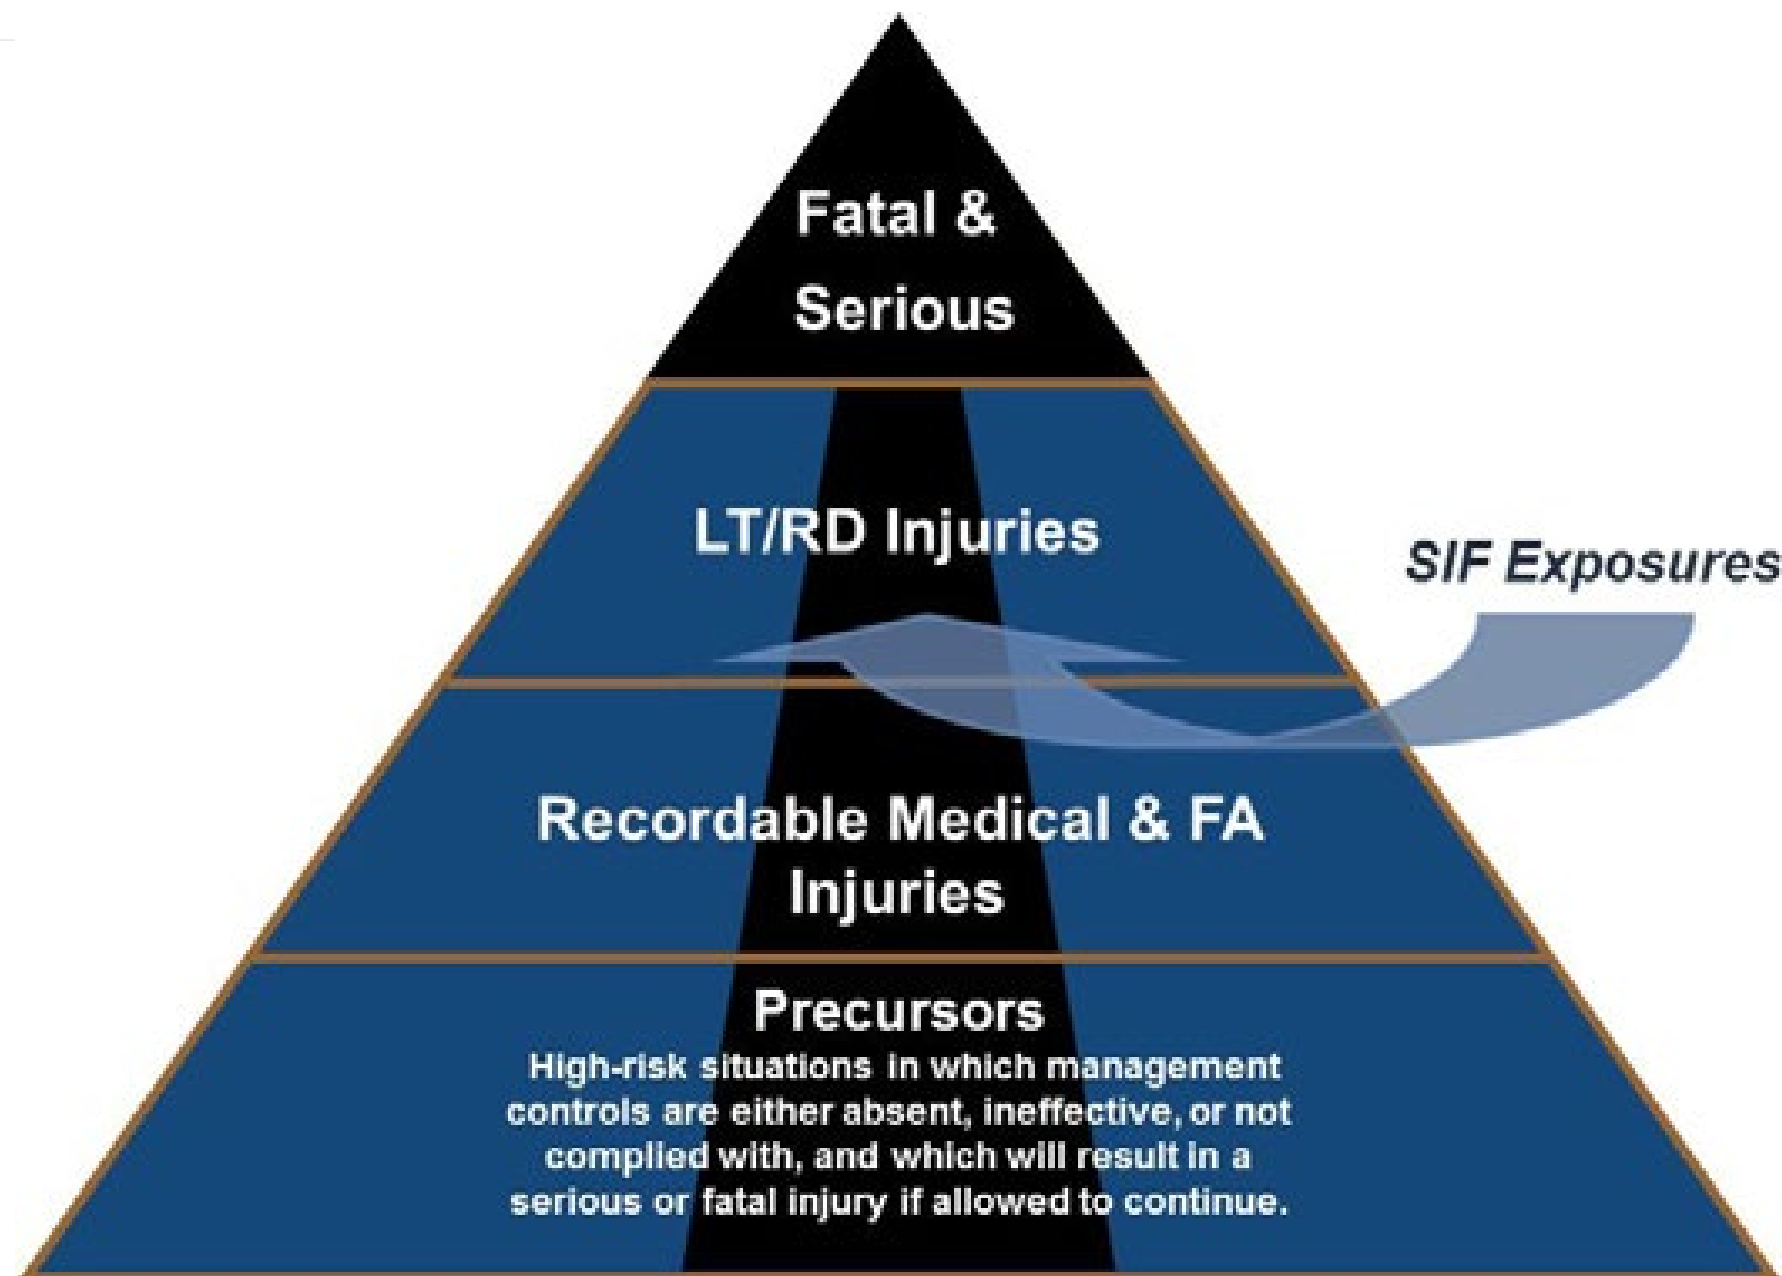 Fatal &
Serious
LT/RD Injuries
SIF Exposures
Recordable Medical & FA
Injuries
Precursors
High-risk situations in which management
controls are either absent, ineffective, or not
complied with, and which will result in a
serious or fatal injury if allowed to continue.